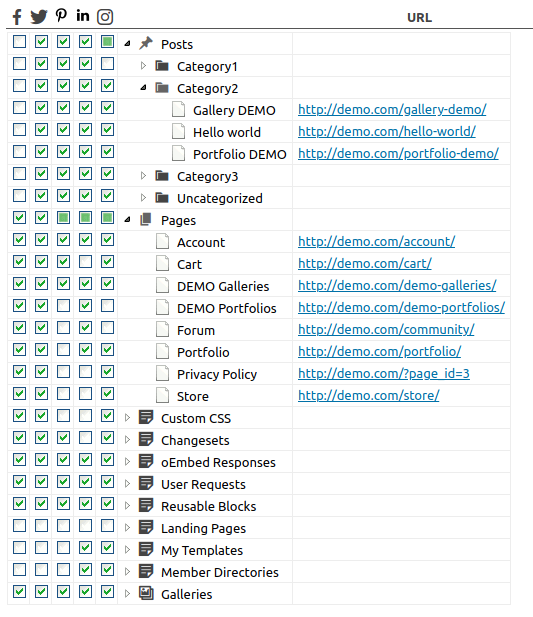 URL
Posts
Category1
Category2
Gallery DEMO http://demo.com/gallery-demo/
Hello world http://demo.com/hello-world/
Portfolio DEMO http://demo.com/portfolio-demo/
Category3
Uncategorized
Pages
Account http://demo.com/account/
Cart http://demo.com/cart/
DEMO Galleries http://demo.com/demo-galleries/
DEMO Portfolios http://demo.com/demo-portfolios/
Forum http://demo.com/community/
Portfolio http://demo.com/portfolio/
Privacy Policy http://demo.com/?page_id=3
Store http://demo.com/store/
Custom CSS
Changesets
oEmbed Responses
User Requests
Reusable Blocks
Landing Pages
My Templates
Member Directories
Galleries